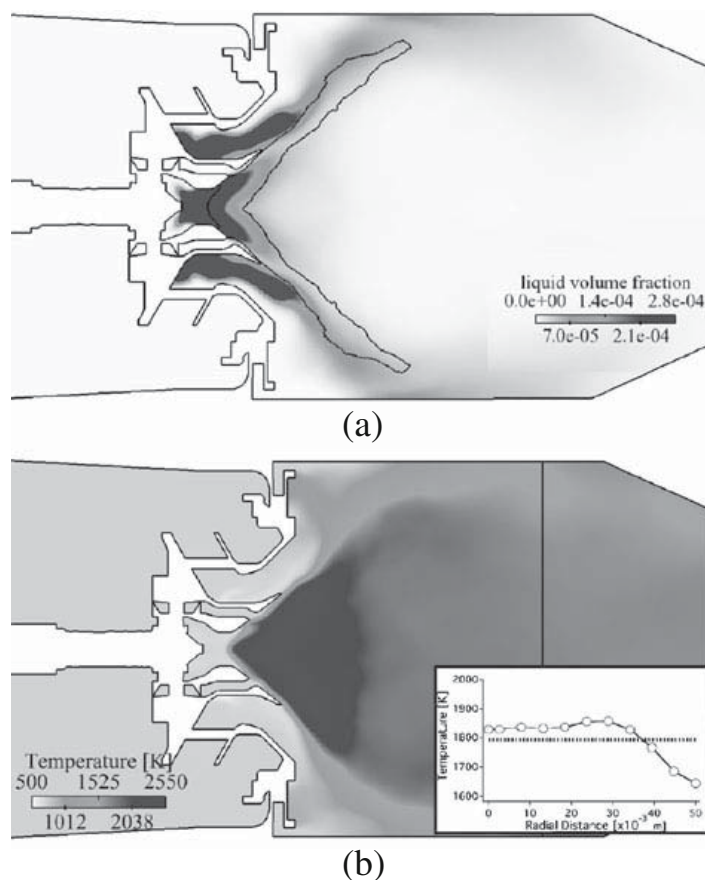 liquid volume fraction
0.0e+00 1.4e-04 2.8e-04
7.0e-05 2.1e-04
(a)
Temperature [K]
500 1525 2550
1012 2038
Temperature [K]
2000
1900
1800
1700
1600
0 10 20 30 40 50
Radial Distance [x10-3 m]
(b)